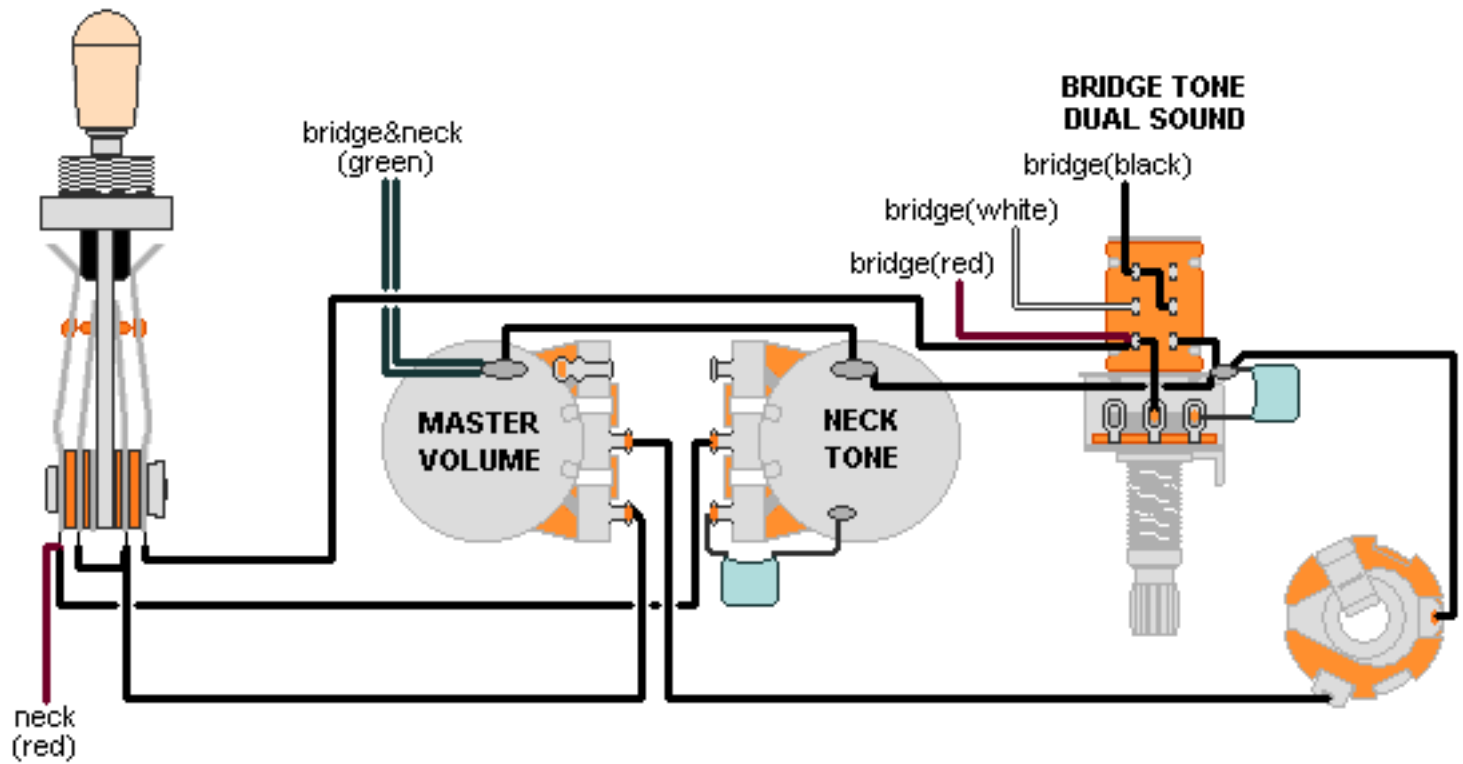 BRIDGE TONE
DUAL SOUND
bridge&neck
(green)
bridge(black)
bridge(white)
bridge(red)
MASTER
VOLUME
NECK
TONE
neck
(red)